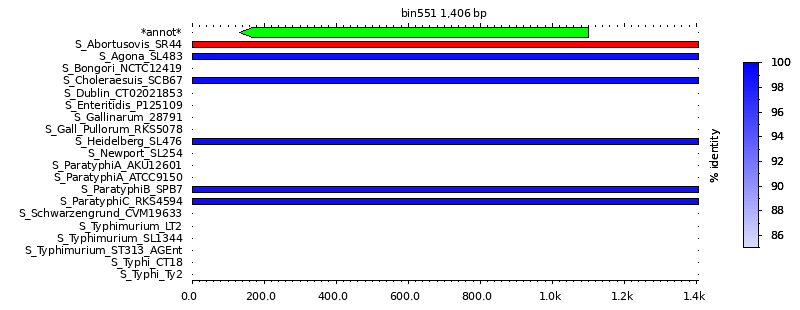 bin551 1,406 bp
*annot*
S_Abortusovis_SR44
S_Agona_SL483
S_Bongori_NCTC12419
S_Choleraesuis_SCB67
S_Dublin_CT02021853
S_Enteritidis_P125109
S_Gallinarum_28791
S_Gall_Pullorum_RKS5078
S_Heidelberg_SL476
S_Newport_SL254
S_ParatyphiA_AKU12601
S_ParatyphiA_ATCC9150
S_ParatyphiB_SPB7
S_ParatyphiC_RKS4594
S_Schwarzengrund_CVM19633
S_Typhimurium_LT2
S_Typhimurium_SL1344
S_Typhimurium_ST313_AGEnt
S_Typhi_CT18
S_Typhi_Ty2
0.0 200.0 400.0 600.0 800.0 1.0k 1.2k 1.4k
% identity
100
98
96
94
92
90
88
86